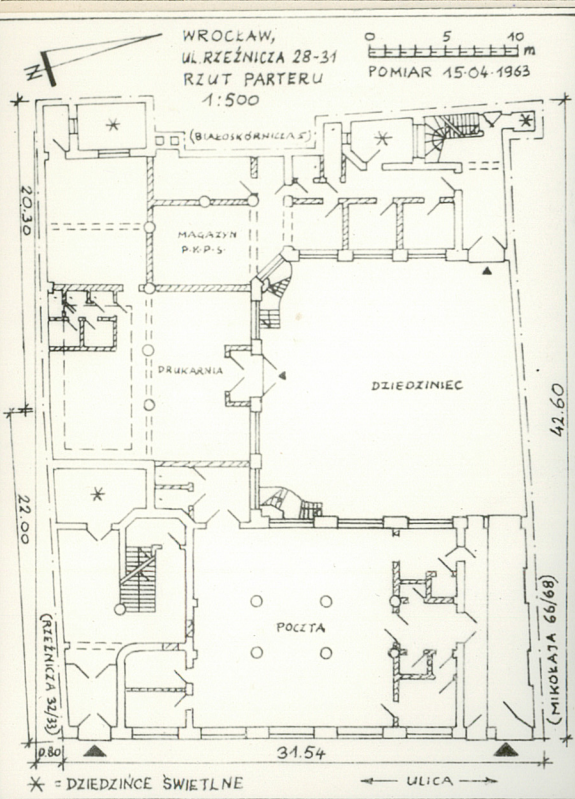 WROCŁAW,
UL. RZEŹNICZA 28-31
RZUT PARTERU
1:500
0 5 10 m
POMIAR 15·04·1963
N
(BIAŁOSKÓRNICZA 5)
20.30
MAGAZYN
P.K.P.S.
DRUKARNIA
DZIEDZINIEC
42.60
22.00
POCZTA
(RZEŹNICZA 32/33)
(MIKOŁAJA 66/68)
0.80
31.54
* = DZIEDZIŃCE ŚWIETLNE
ULICA